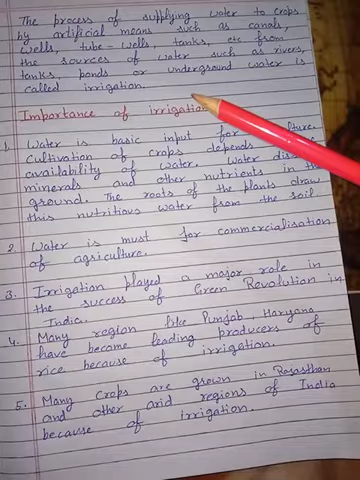 The process of supplying water to crops
by artificial means such as canals,
wells, tube-wells, tanks, etc from
the sources of water such as rivers,
tanks, ponds or underground water is
called irrigation.
Importance of irrigation
1. Water is basic input for
Cultivation of crops depends
availability of water. Water
minerals and other nutrients in the
ground. The roots of the plants draw
this nutritious water from the soil
2. Water is must for commercialisation
of agriculture.
3. Irrigation played a major role in
the success of Green Revolution in
India.
4. Many region like Punjab, Haryana
have become leading producers of
rice because of irrigation.
5. Many crops are grown in Rajasthan
and other arid regions of India
because of irrigation.